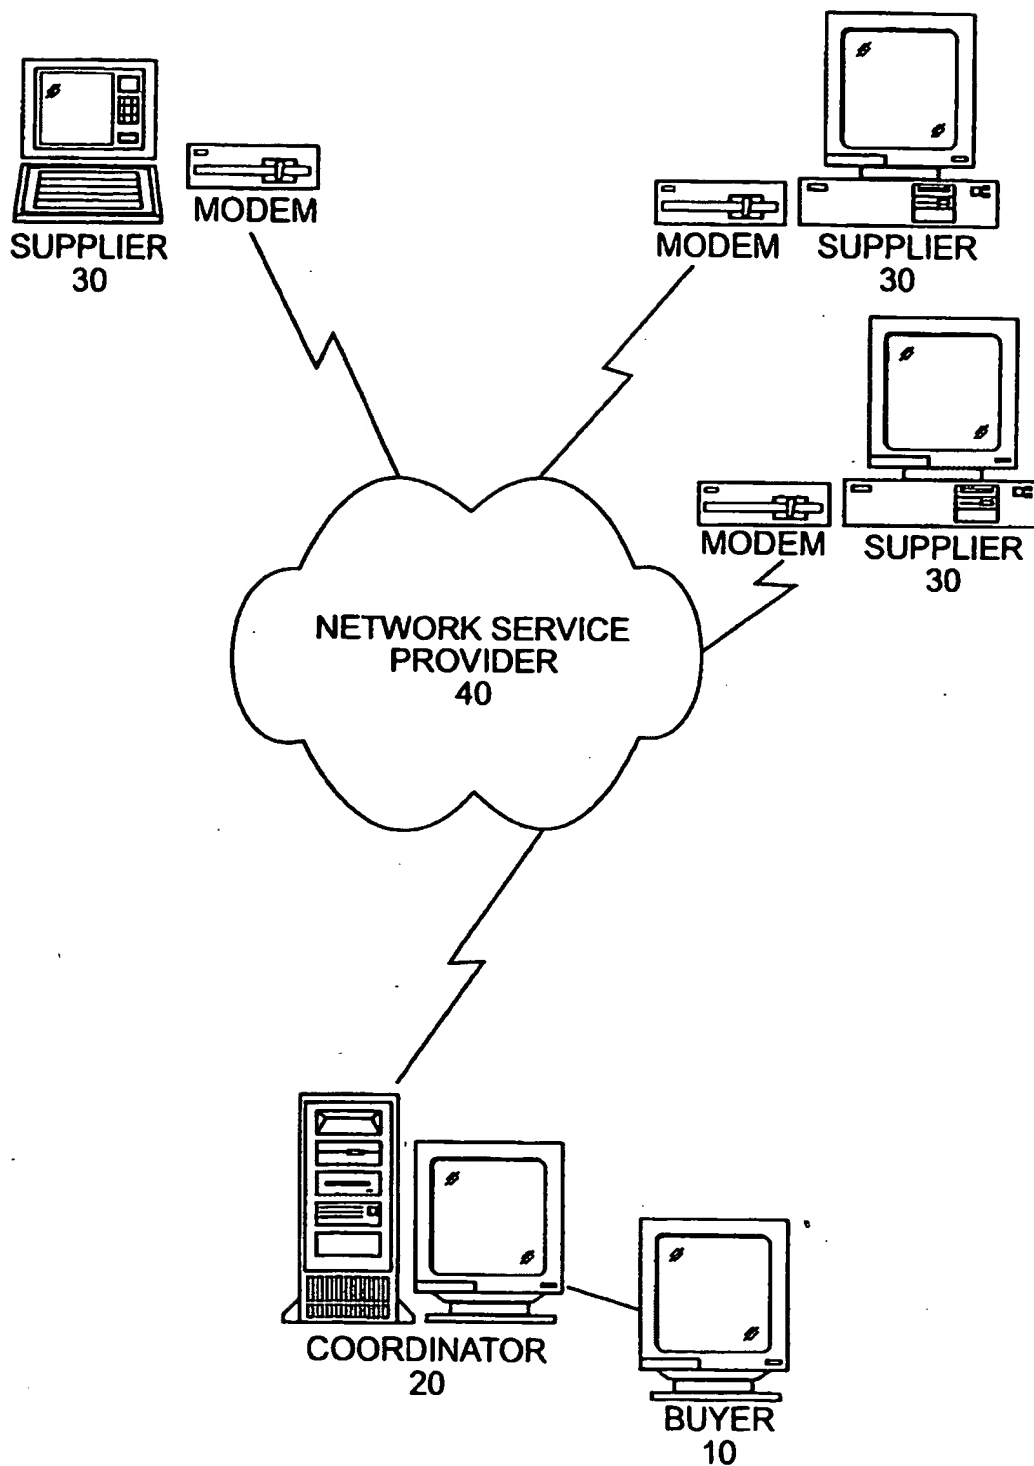 MODEM
SUPPLIER
30
MODEM
SUPPLIER
30
MODEM
SUPPLIER
30
NETWORK SERVICE
PROVIDER
40
COORDINATOR
20
BUYER
10